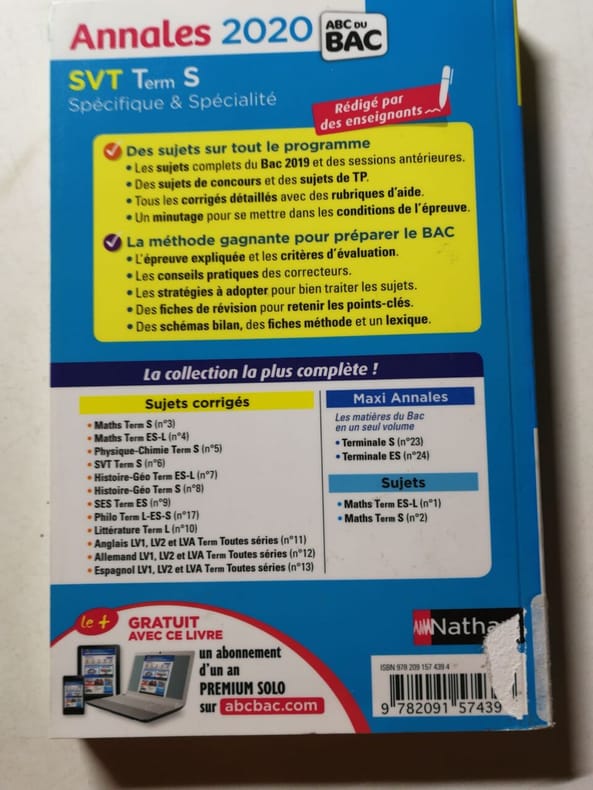 Annales 2020 ABC DU BAC
SVT Term S
Spécifique & Spécialité
Rédigé par
des enseignants
Des sujets sur tout le programme
• Les sujets complets du Bac 2019 et des sessions antérieures.
• Des sujets de concours et des sujets de TP.
• Tous les corrigés détaillés avec des rubriques d'aide.
• Un minutage pour se mettre dans les conditions de l'épreuve.
La méthode gagnante pour préparer le BAC
• L'épreuve expliquée et les critères d'évaluation.
• Les conseils pratiques des correcteurs.
• Les stratégies à adopter pour bien traiter les sujets.
• Des fiches de révision pour retenir les points-clés.
• Des schémas bilan, des fiches méthode et un lexique.
La collection la plus complète !
Sujets corrigés
• Maths Term S (n°3)
• Maths Term ES-L (n°4)
• Physique-Chimie Term S (n°5)
• SVT Term S (n°6)
• Histoire-Géo Term ES-L (n°7)
• Histoire-Géo Term S (n°8)
• SES Term ES (n°9)
• Philo Term L-ES-S (n°17)
• Littérature Term L (n°10)
• Anglais LV1, LV2 et LVA Term Toutes séries (n°11)
• Allemand LV1, LV2 et LVA Term Toutes séries (n°12)
• Espagnol LV1, LV2 et LVA Term Toutes séries (n°13)
Maxi Annales
Les matières du Bac
en un seul volume
• Terminale S (n°23)
• Terminale ES (n°24)
Sujets
• Maths Term ES-L (n°1)
• Maths Term S (n°2)
le +
GRATUIT
AVEC CE LIVRE
un abonnement
d'un an
PREMIUM SOLO
sur abcbac.com
Natha
ISBN 978 209 157 439 4
9 782091 57439